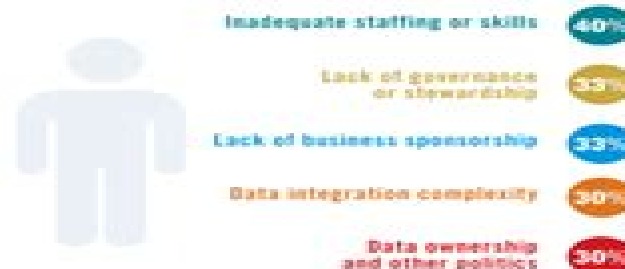 Inadequate staffing or skills 40%
Lack of governance
or stewardship
Lack of business sponsorship 33%
Data integration complexity 30%
Data ownership
and other politics 30%